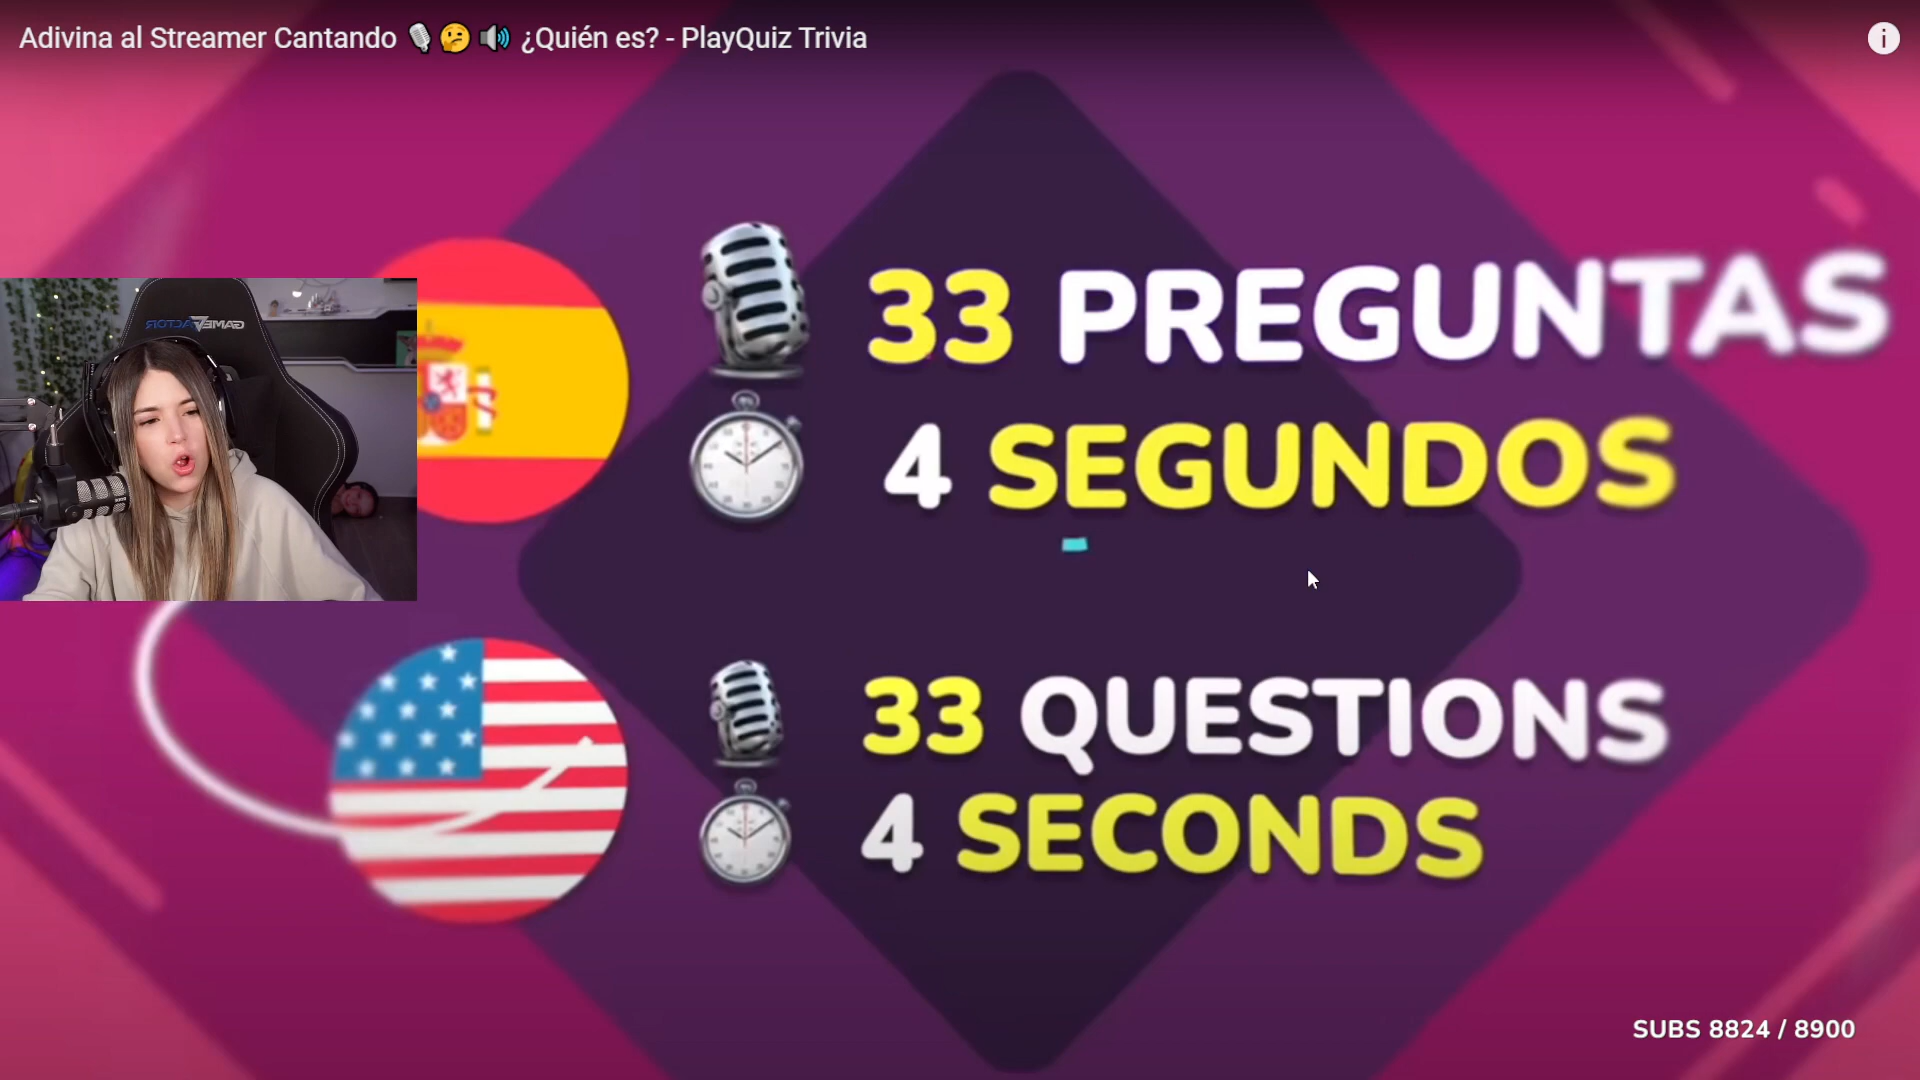 Adivina al Streamer Cantando 🎙️🤔🔊 ¿Quién es? - PlayQuiz Trivia
33 PREGUNTAS
4 SEGUNDOS
GAMEFACTOR
33 QUESTIONS
4 SECONDS
SUBS 8824 / 8900